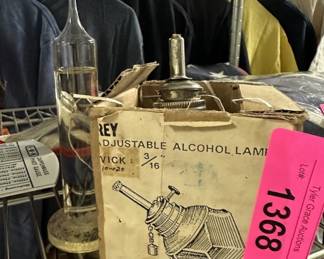 REY
ADJUSTABLE ALCOHOL LAMP
WICK: 3/16
Tyler Grace Auctions
Lot#:
1368